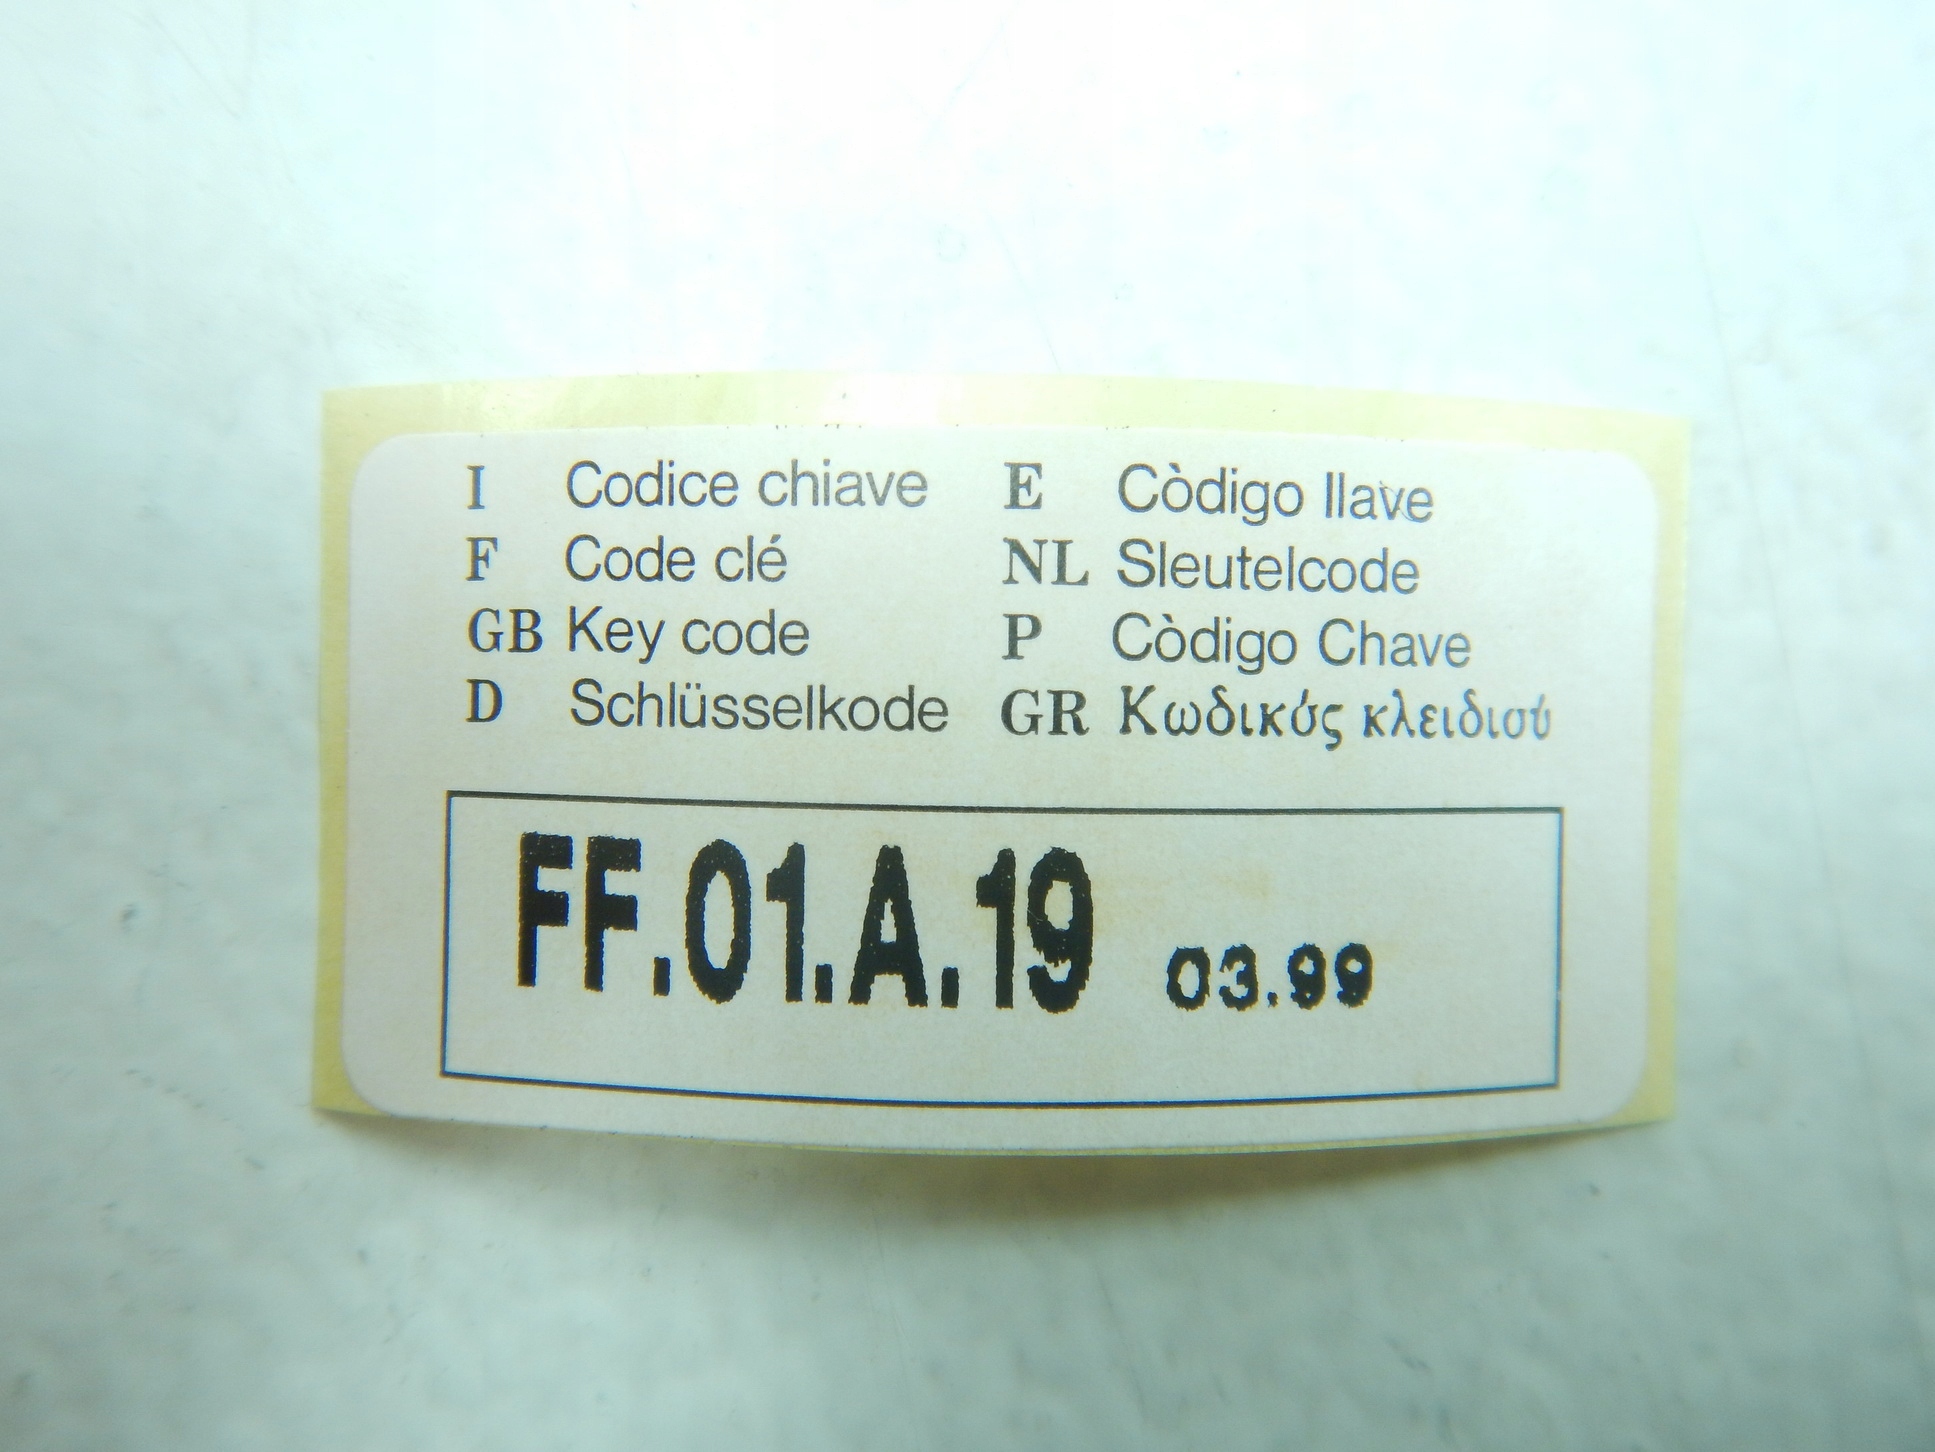 I Codice chiave
F Code clé
GB Key code
D Schlüsselkode
E Còdigo llave
NL Sleutelcode
P Còdigo Chave
GR Κωδικός κλειδιού
FF.01.A.19 03.99